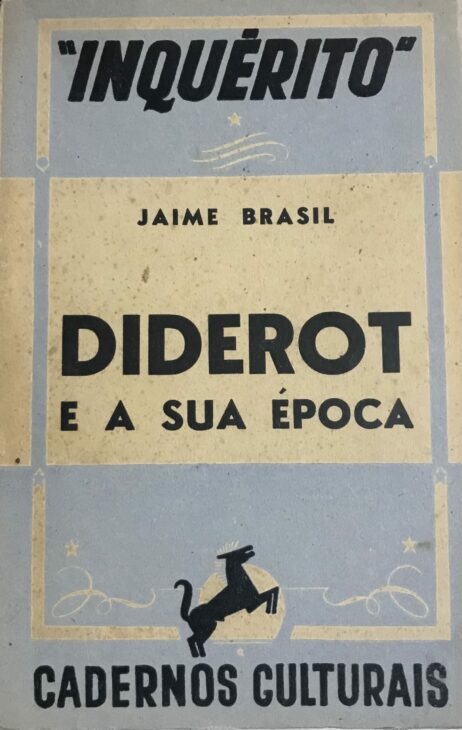 "INQUÉRITO"
JAIME BRASIL
DIDEROT
E A SUA ÉPOCA
CADERNOS CULTURAIS